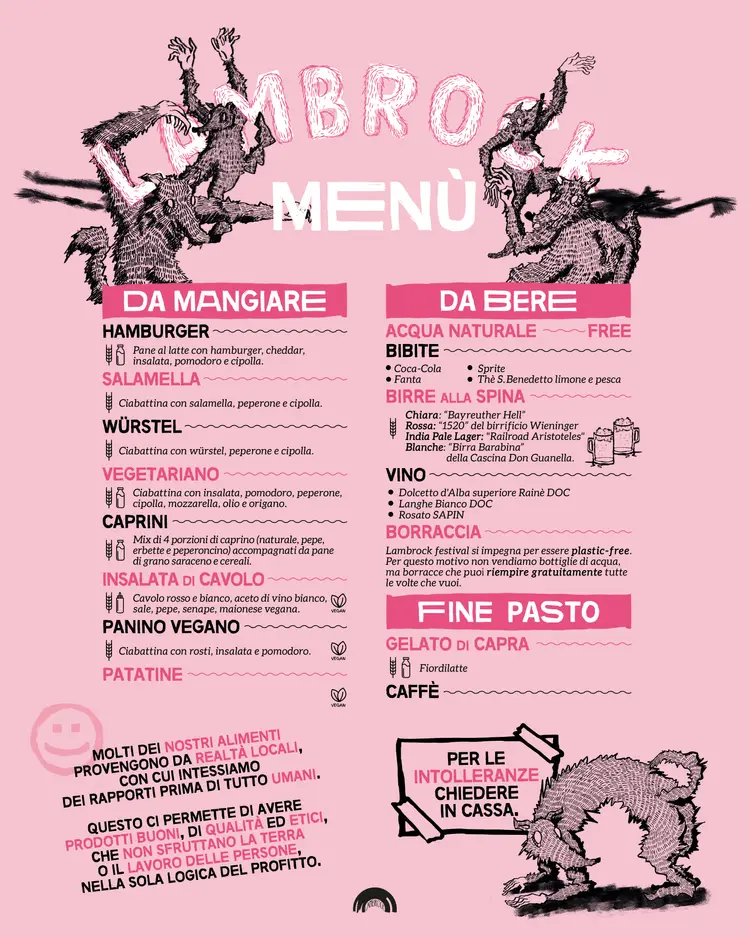 LAMBROCK
MENÙ
DA MANGIARE
HAMBURGER
Pane al latte con hamburger, cheddar,
insalata, pomodoro e cipolla.
SALAMELLA
Ciabattina con salamella, peperone e cipolla.
WÜRSTEL
Ciabattina con würstel, peperone e cipolla.
VEGETARIANO
Ciabattina con insalata, pomodoro, peperone,
cipolla, mozzarella, olio e origano.
CAPRINI
Mix di 4 porzioni di caprino (naturale, pepe,
erbette e peperoncino) accompagnati da pane
di grano saraceno e cereali.
INSALATA DI CAVOLO
Cavolo rosso e bianco, aceto di vino bianco,
sale, pepe, senape, maionese vegana.
VEGAN
PANINO VEGANO
Ciabattina con rosti, insalata e pomodoro.
VEGAN
PATATINE
VEGAN
DA BERE
ACQUA NATURALE FREE
BIBITE
• Coca-Cola • Sprite
• Fanta • Thè S.Benedetto limone e pesca
BIRRE ALLA SPINA
Chiara: "Bayreuther Hell"
Rossa: "1520" del birrificio Wieninger
India Pale Lager: "Railroad Aristoteles"
Blanche: "Birra Barabina"
della Cascina Don Guanella.
VINO
• Dolcetto d'Alba superiore Rainè DOC
• Langhe Bianco DOC
• Rosato SAPIN
BORRACCIA
Lambrock festival si impegna per essere plastic-free.
Per questo motivo non vendiamo bottiglie di acqua,
ma borracce che puoi riempire gratuitamente tutte
le volte che vuoi.
FINE PASTO
GELATO DI CAPRA
Fiordilatte
CAFFÈ
MOLTI DEI NOSTRI ALIMENTI
PROVENGONO DA REALTÀ LOCALI,
CON CUI INTESSIAMO
DEI RAPPORTI PRIMA DI TUTTO UMANI.
QUESTO CI PERMETTE DI AVERE
PRODOTTI BUONI, DI QUALITÀ ED ETICI,
CHE NON SFRUTTANO LA TERRA
O IL LAVORO DELLE PERSONE,
NELLA SOLA LOGICA DEL PROFITTO.
PER LE
INTOLLERANZE
CHIEDERE
IN CASSA.